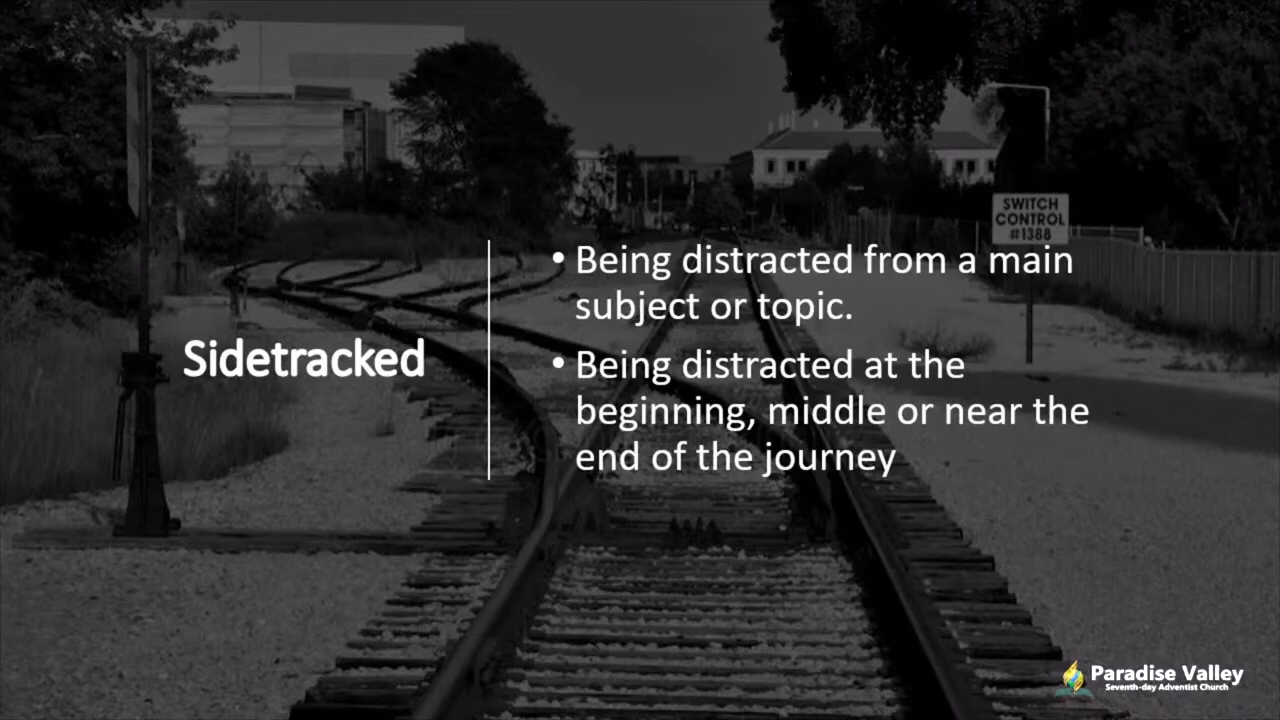 SWITCH
CONTROL
#1388
Sidetracked
• Being distracted from a main
subject or topic.
• Being distracted at the
beginning, middle or near the
end of the journey
Paradise Valley
Seventh-day Adventist Church